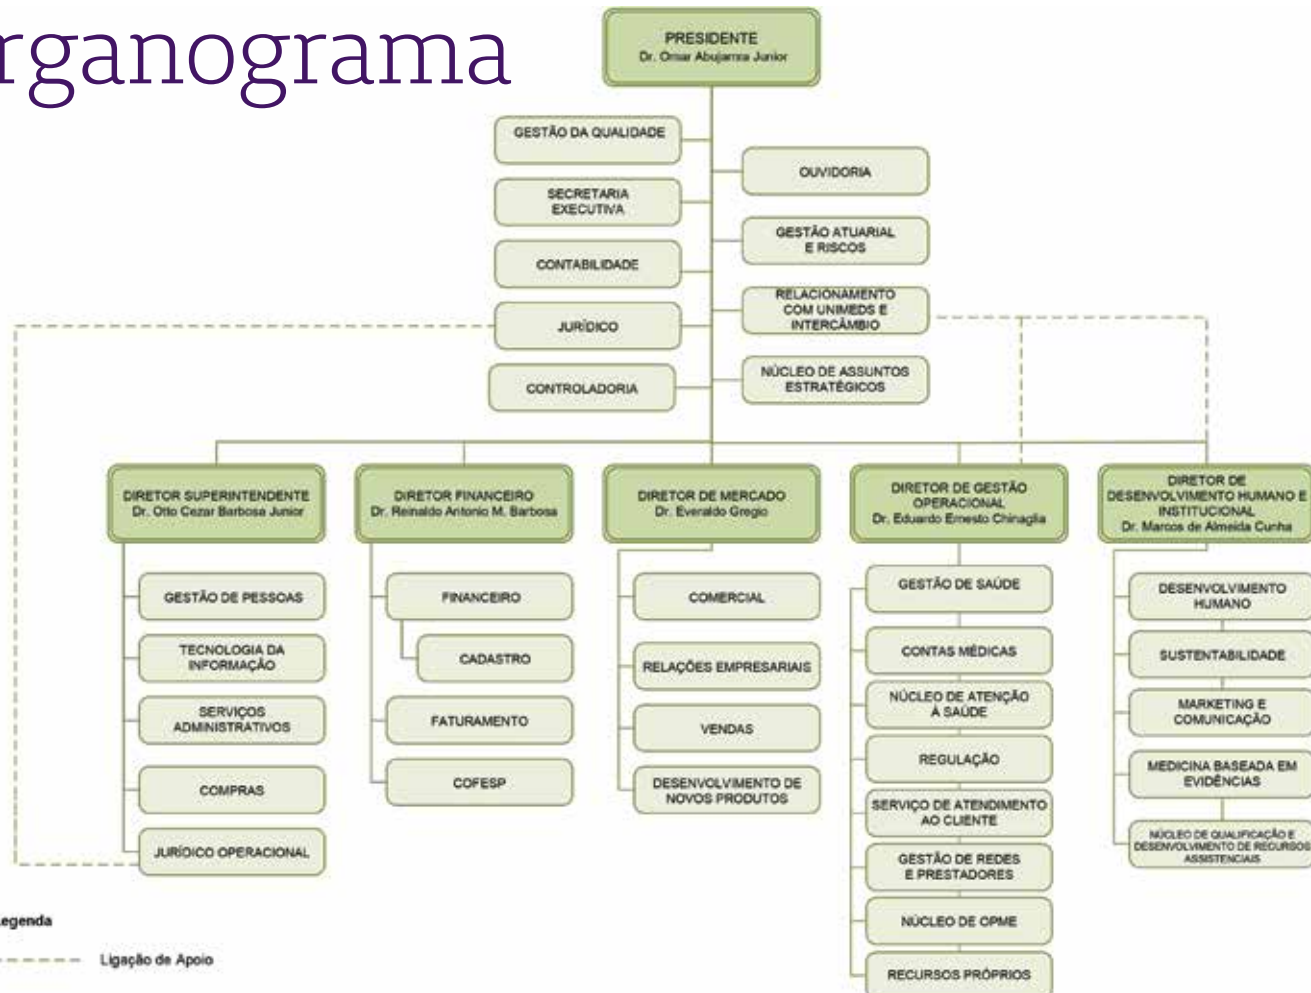 rganograma
PRESIDENTE
Dr. Omar Abujamra Junior
GESTÃO DA QUALIDADE
OUVIDORIA
SECRETARIA
EXECUTIVA
GESTÃO ATUARIAL
E RISCOS
CONTABILIDADE
RELACIONAMENTO
COM UNIMEDS E
INTERCÂMBIO
JURÍDICO
NÚCLEO DE ASSUNTOS
ESTRATÉGICOS
CONTROLADORIA
DIRETOR SUPERINTENDENTE
Dr. Otto Cezar Barbosa Junior
GESTÃO DE PESSOAS
TECNOLOGIA DA
INFORMAÇÃO
SERVIÇOS
ADMINISTRATIVOS
COMPRAS
JURÍDICO OPERACIONAL
DIRETOR FINANCEIRO
Dr. Reinaldo Antonio M. Barbosa
FINANCEIRO
CADASTRO
FATURAMENTO
COFESP
DIRETOR DE MERCADO
Dr. Everaldo Gregio
COMERCIAL
RELAÇÕES EMPRESARIAIS
VENDAS
DESENVOLVIMENTO DE
NOVOS PRODUTOS
DIRETOR DE GESTÃO
OPERACIONAL
Dr. Eduardo Ernesto Chinaglia
GESTÃO DE SAÚDE
CONTAS MÉDICAS
NÚCLEO DE ATENÇÃO
À SAÚDE
REGULAÇÃO
SERVIÇO DE ATENDIMENTO
AO CLIENTE
GESTÃO DE REDES
E PRESTADORES
NÚCLEO DE OPME
RECURSOS PRÓPRIOS
DIRETOR DE
DESENVOLVIMENTO HUMANO E
INSTITUCIONAL
Dr. Marcos de Almeida Cunha
DESENVOLVIMENTO
HUMANO
SUSTENTABILIDADE
MARKETING E
COMUNICAÇÃO
MEDICINA BASEADA EM
EVIDÊNCIAS
NÚCLEO DE QUALIFICAÇÃO E
DESENVOLVIMENTO DE RECURSOS
ASSISTENCIAIS
egenda
Ligação de Apoio